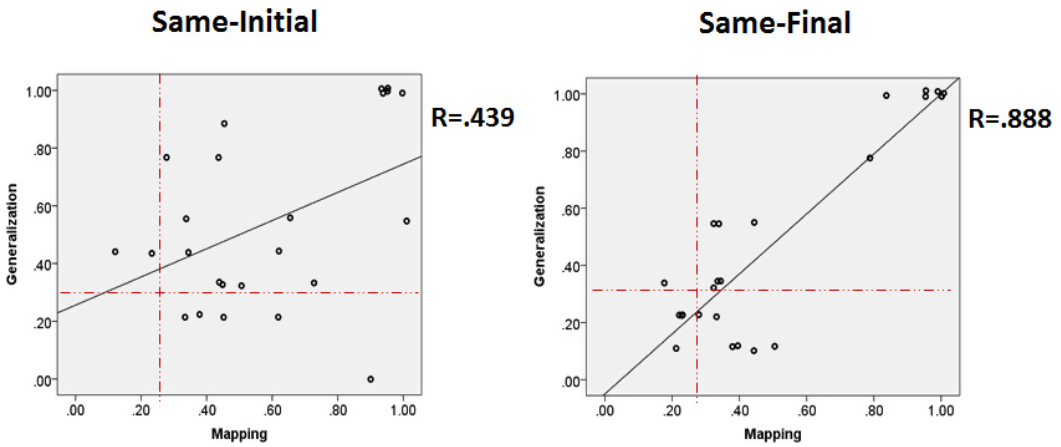 Same-Initial
Generalization
1.00
.80
.60
.40
.20
.00
.00 .20 .40 .60 .80 1.00
Mapping
R=.439
Same-Final
Generalization
1.00
.80
.60
.40
.20
.00
.00 .20 .40 .60 .80 1.00
Mapping
R=.888